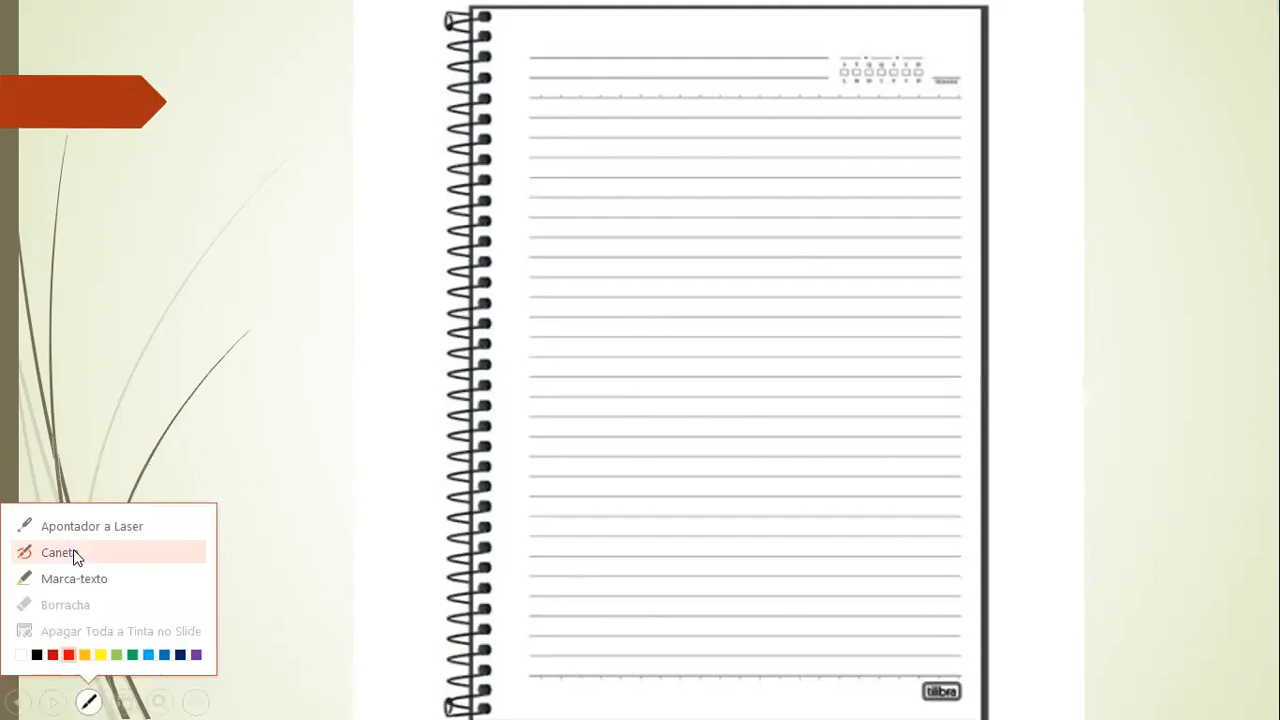 Apontador a Laser
Caneta
Marca-texto
Borracha
Apagar Toda a Tinta no Slide
tilibra